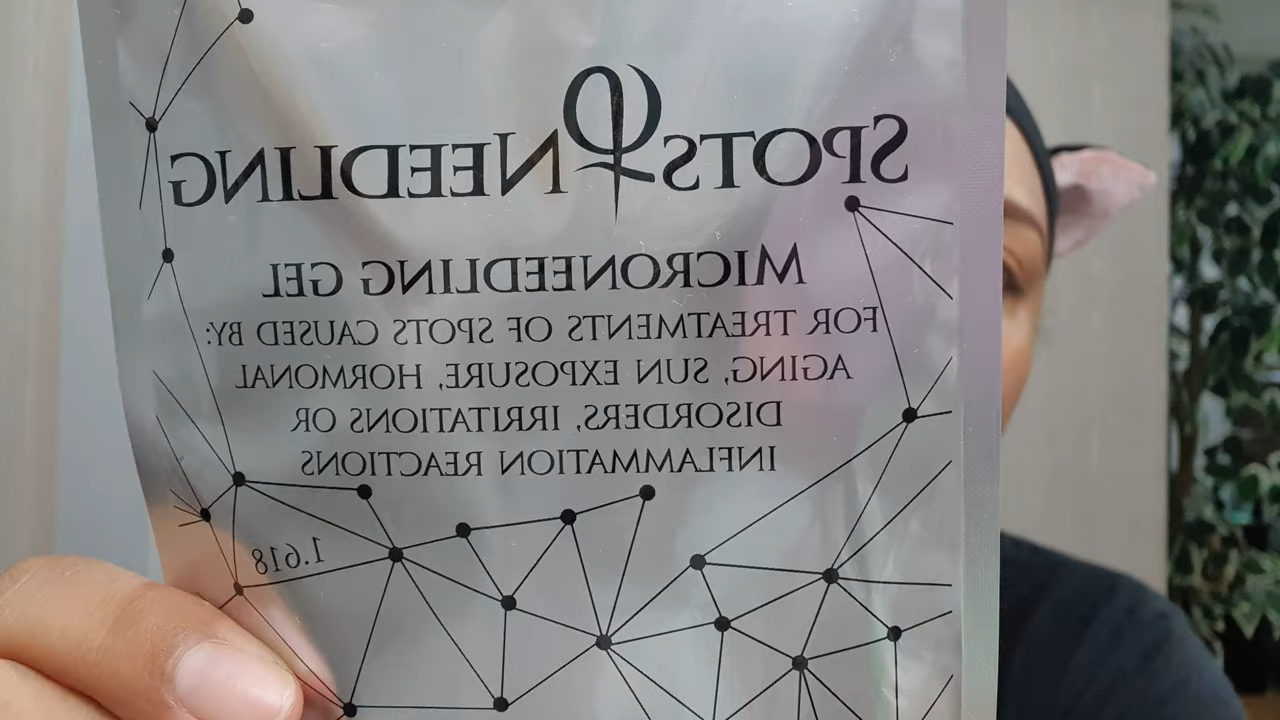 SPOTS φ NEEDLING
MICRONEEDLING GEL
FOR TREATMENTS OF SPOTS CAUSED BY:
AGING, SUN EXPOSURE, HORMONAL
DISORDERS, IRRITATIONS OR
INFLAMMATION REACTIONS
1.618